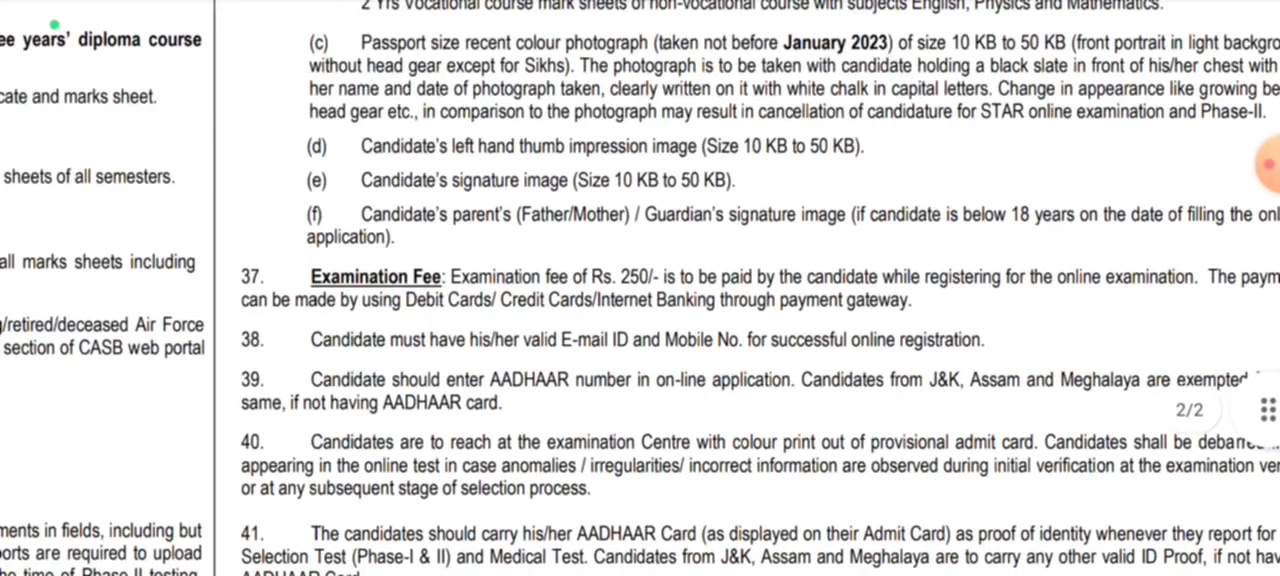 ee years' diploma course
cate and marks sheet.
sheets of all semesters.
all marks sheets including
/retired/deceased Air Force
section of CASB web portal
ments in fields, including but
ports are required to upload
he time of Phase II testing
2 Yrs Vocational course mark sheets of non-vocational course with subjects English, Physics and Mathematics.
(c) Passport size recent colour photograph (taken not before January 2023) of size 10 KB to 50 KB (front portrait in light backgro
without head gear except for Sikhs). The photograph is to be taken with candidate holding a black slate in front of his/her chest with
her name and date of photograph taken, clearly written on it with white chalk in capital letters. Change in appearance like growing be
head gear etc., in comparison to the photograph may result in cancellation of candidature for STAR online examination and Phase-II.
(d) Candidate's left hand thumb impression image (Size 10 KB to 50 KB).
(e) Candidate's signature image (Size 10 KB to 50 KB).
(f) Candidate's parent's (Father/Mother) / Guardian's signature image (if candidate is below 18 years on the date of filling the onl
application).
37. Examination Fee: Examination fee of Rs. 250/- is to be paid by the candidate while registering for the online examination. The paym
can be made by using Debit Cards/ Credit Cards/Internet Banking through payment gateway.
38. Candidate must have his/her valid E-mail ID and Mobile No. for successful online registration.
39. Candidate should enter AADHAAR number in on-line application. Candidates from J&K, Assam and Meghalaya are exempted
same, if not having AADHAAR card.
2/2
40. Candidates are to reach at the examination Centre with colour print out of provisional admit card. Candidates shall be debarred
appearing in the online test in case anomalies / irregularities/ incorrect information are observed during initial verification at the examination ven
or at any subsequent stage of selection process.
41. The candidates should carry his/her AADHAAR Card (as displayed on their Admit Card) as proof of identity whenever they report for
Selection Test (Phase-I & II) and Medical Test. Candidates from J&K, Assam and Meghalaya are to carry any other valid ID Proof, if not hav
AADHAAR Card